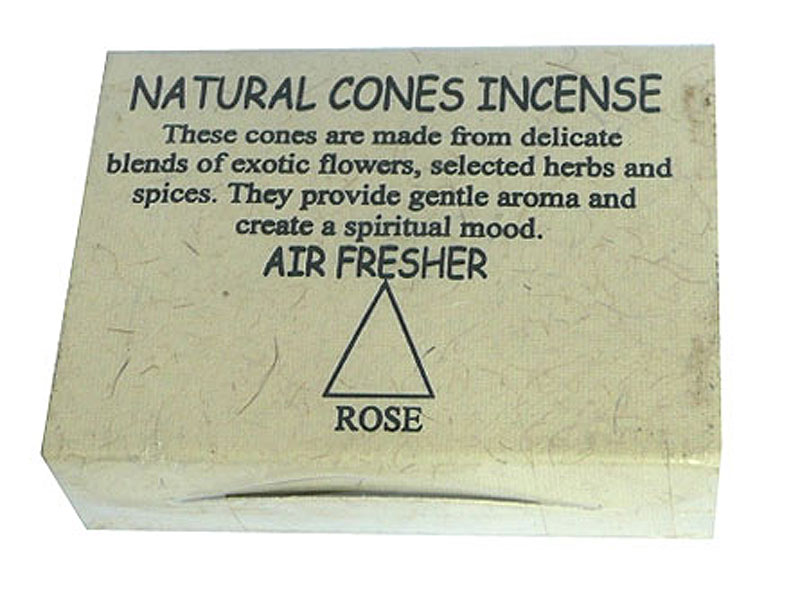 NATURAL CONES INCENSE
These cones are made from delicate
blends of exotic flowers, selected herbs and
spices. They provide gentle aroma and
create a spiritual mood.
AIR FRESHER
ROSE